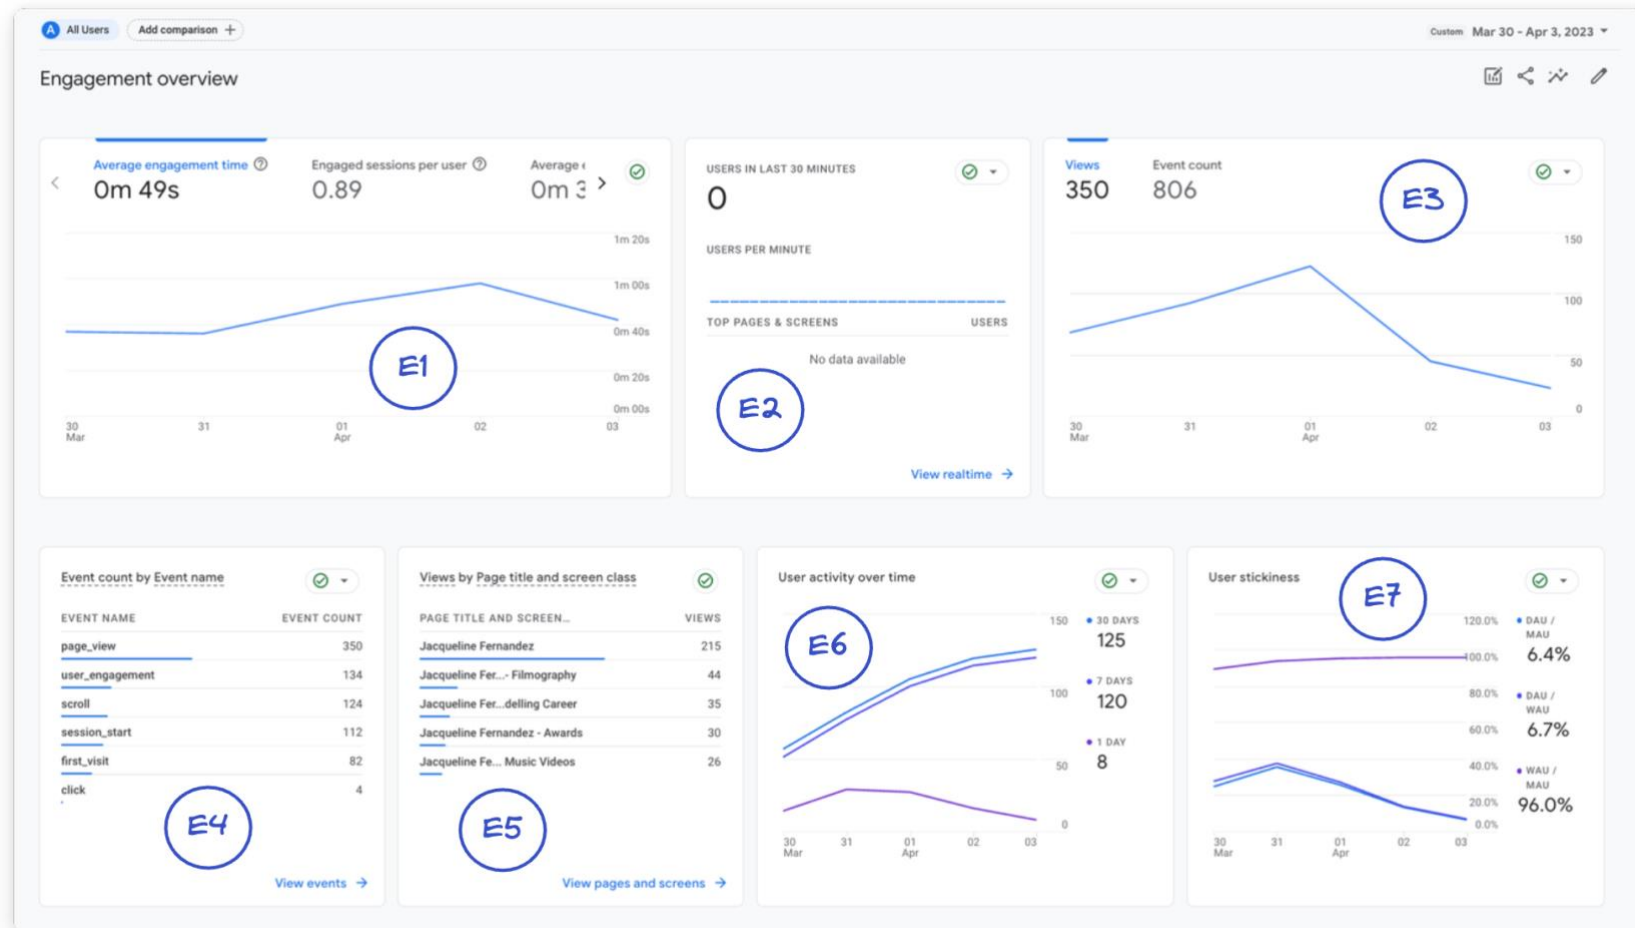 A All Users Add comparison +
Custom Mar 30 - Apr 3, 2023
Engagement overview
Average engagement time Engaged sessions per user Average
0m 49s 0.89 0m
1m 20s
1m 00s
0m 40s
0m 20s
0m 00s
30 31 01 02 03
Mar Apr
E1
USERS IN LAST 30 MINUTES
0
USERS PER MINUTE
TOP PAGES & SCREENS USERS
No data available
E2
View realtime
Views Event count
350 806
E3
150
100
50
0
30 31 01 02 03
Mar Apr
Event count by Event name
EVENT NAME EVENT COUNT
page_view 350
user_engagement 134
scroll 124
session_start 112
first_visit 82
click 4
E4
View events
Views by Page title and screen class
PAGE TITLE AND SCREEN... VIEWS
Jacqueline Fernandez 215
Jacqueline Fer...- Filmography 44
Jacqueline Fer...delling Career 35
Jacqueline Fernandez - Awards 30
Jacqueline Fe... Music Videos 26
E5
View pages and screens
User activity over time
E6
150
100
50
0
30 DAYS
125
7 DAYS
120
1 DAY
8
30 31 01 02 03
Mar Apr
User stickiness
E7
120.0%
100.0%
80.0%
60.0%
40.0%
20.0%
0.0%
DAU /
MAU
6.4%
DAU /
WAU
6.7%
WAU /
MAU
96.0%
30 31 01 02 03
Mar Apr